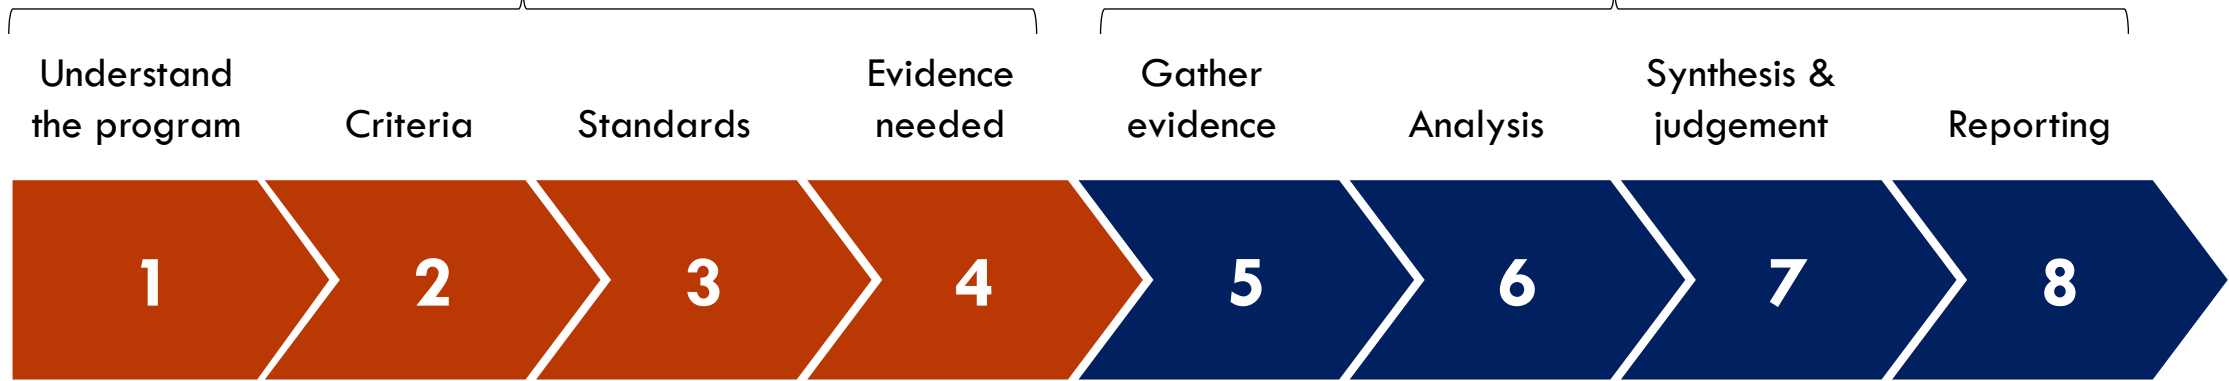 Understand
the program
Criteria
Standards
Evidence
needed
Gather
evidence
Analysis
Synthesis &
judgement
Reporting
1
2
3
4
5
6
7
8